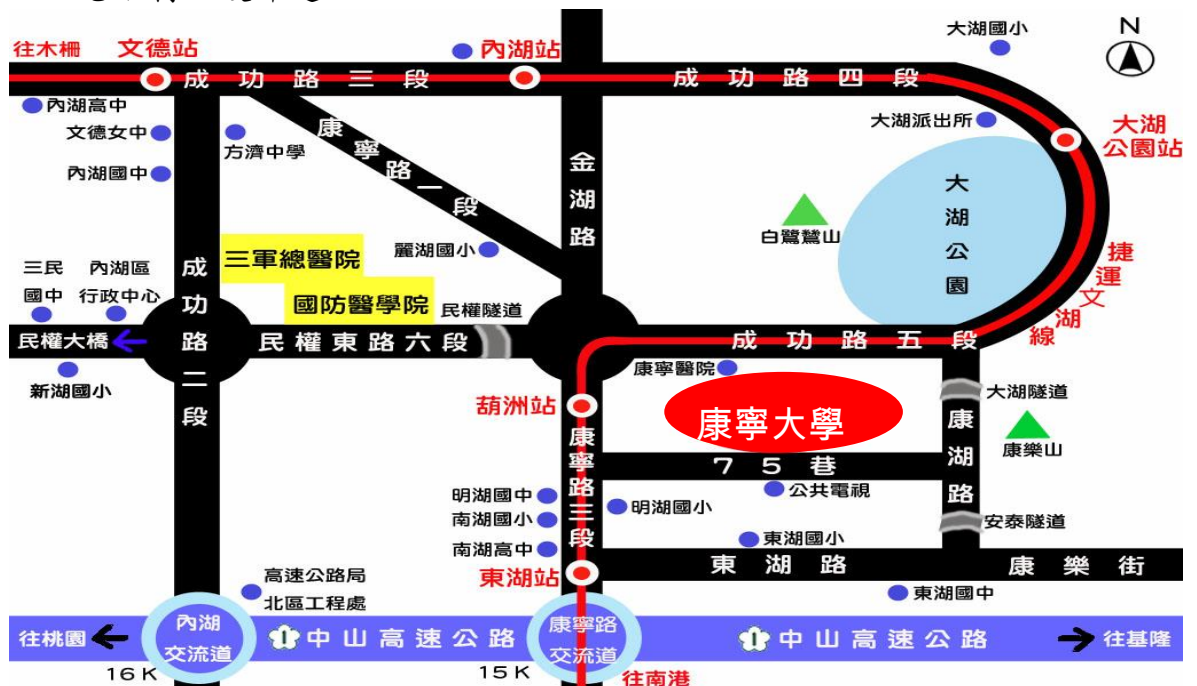 大湖國小
N
往木柵
文德站
內湖站
成功路三段
成功路四段
內湖高中
文德女中
方濟中學
內湖國中
康寧路一段
金湖路
大湖派出所
大湖公園站
大湖公園
白鷺鷥山
三軍總醫院
國防醫學院
麗湖國小
民權隧道
三民國中
內湖區行政中心
成功路二段
捷運文湖線
民權大橋
民權東路六段
成功路五段
新湖國小
康寧醫院
葫洲站
康寧大學
大湖隧道
康湖路
康樂山
75巷
康寧路三段
明湖國中
明湖國小
公共電視
南湖國小
安泰隧道
南湖高中
東湖國小
東湖站
東湖路
康樂街
高速公路局
北區工程處
東湖國中
往桃園
內湖
交流道
1 中山高速公路
康寧路
交流道
1 中山高速公路
往基隆
16K
15K
往南港